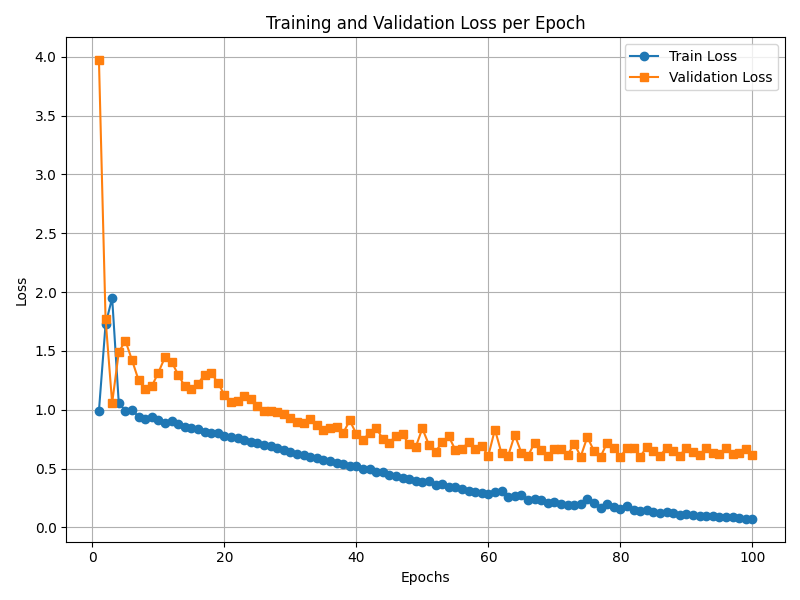 Training and Validation Loss per Epoch
Train Loss
Validation Loss
4.0
3.5
3.0
2.5
2.0
1.5
1.0
0.5
0.0
Loss
0 20 40 60 80 100
Epochs